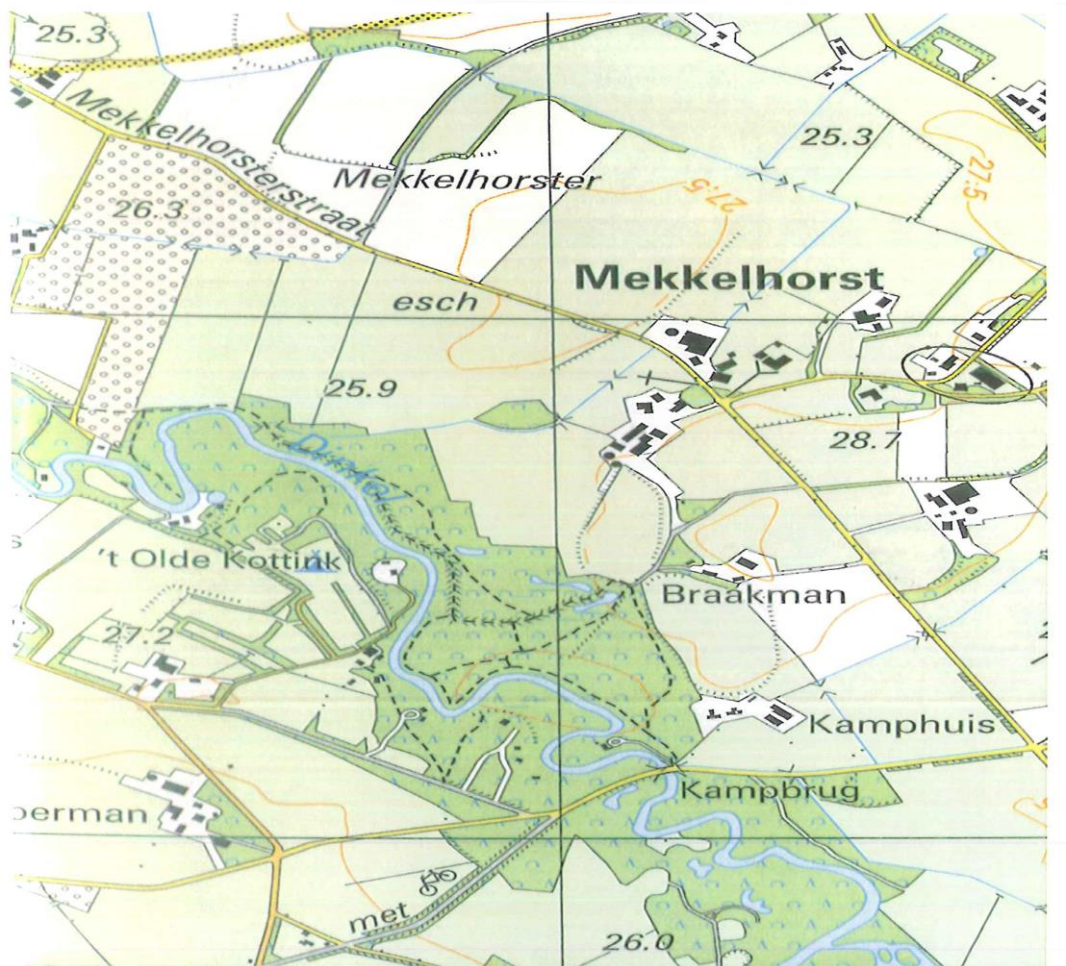 25.3
Mekkelhorsterstraat
25.3
27.5
Mekkelhorster
27.5
26.3
Mekkelhorst
esch
25.9
28.7
Dinkel
't Olde Kottink
Braakman
27.2
Kamphuis
Kampbrug
perman
met
26.0